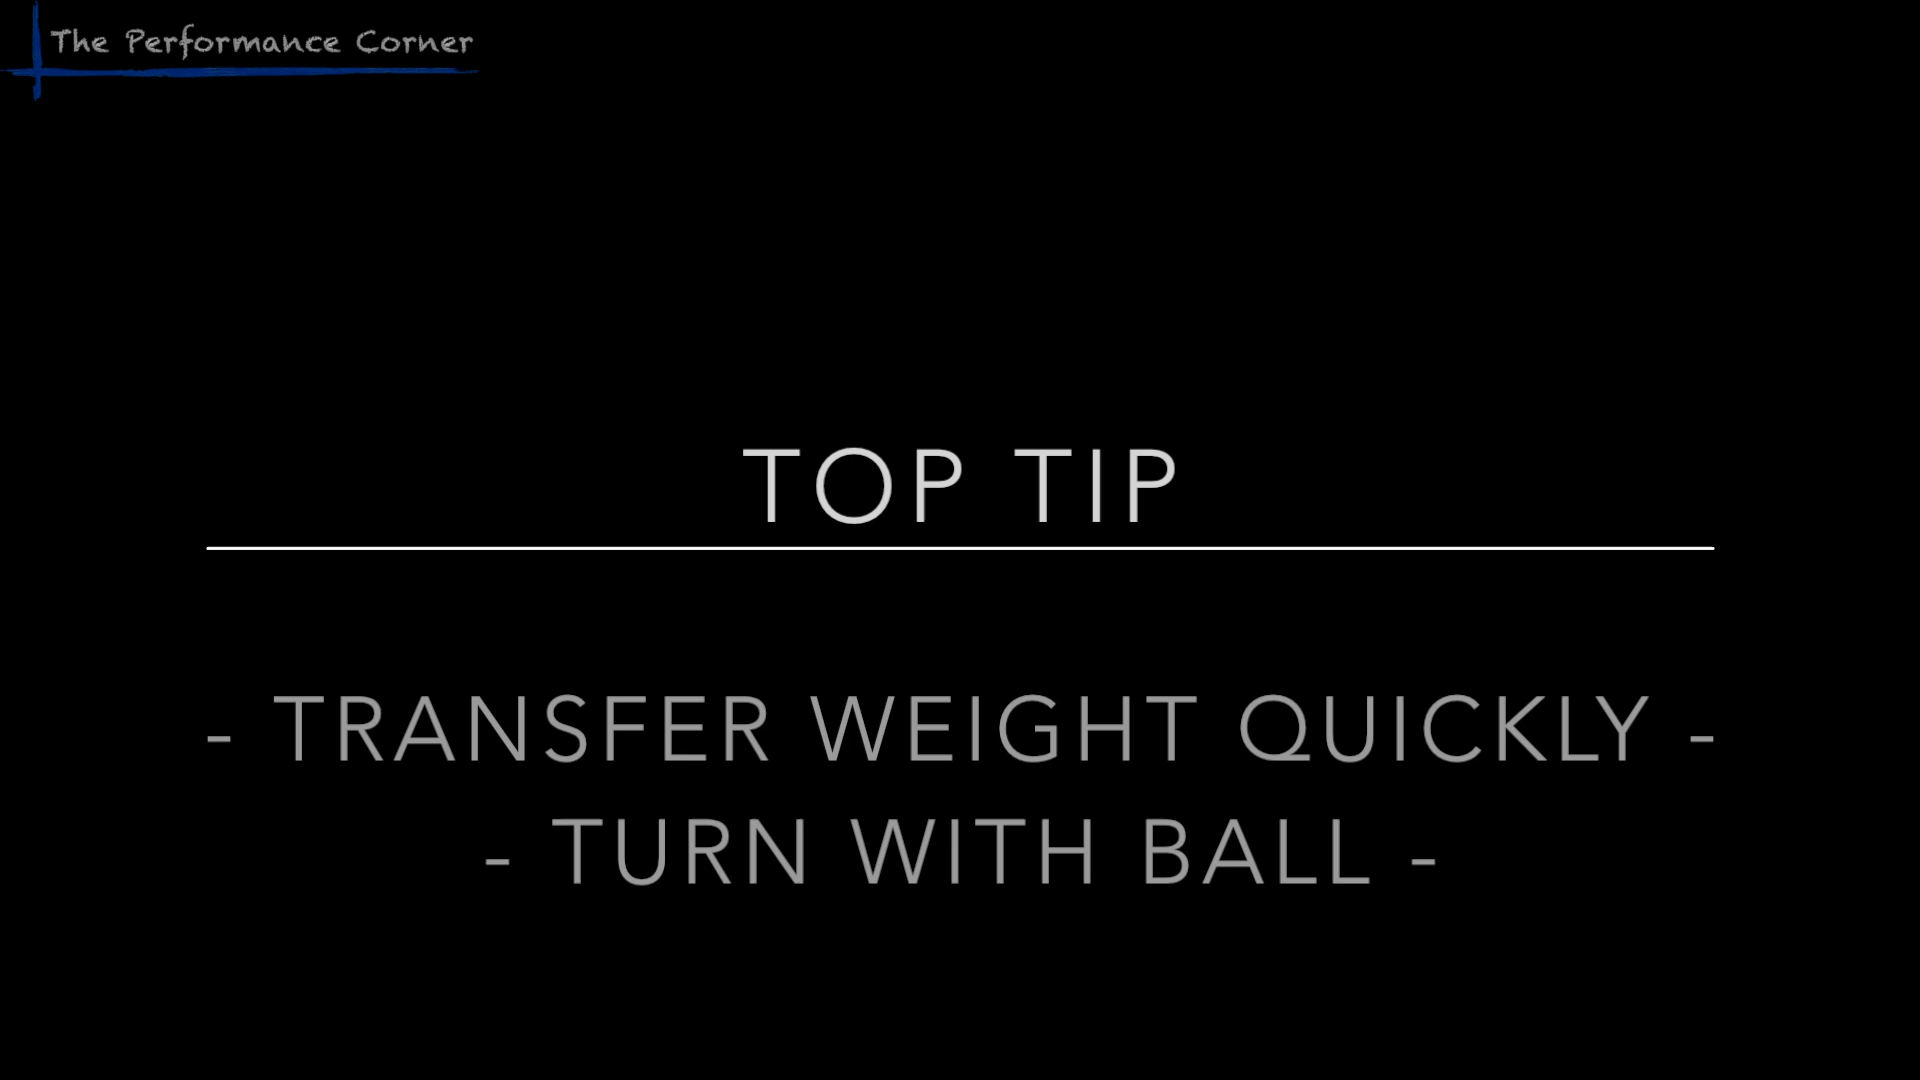 The Performance Corner
TOP TIP
- TRANSFER WEIGHT QUICKLY -
- TURN WITH BALL -